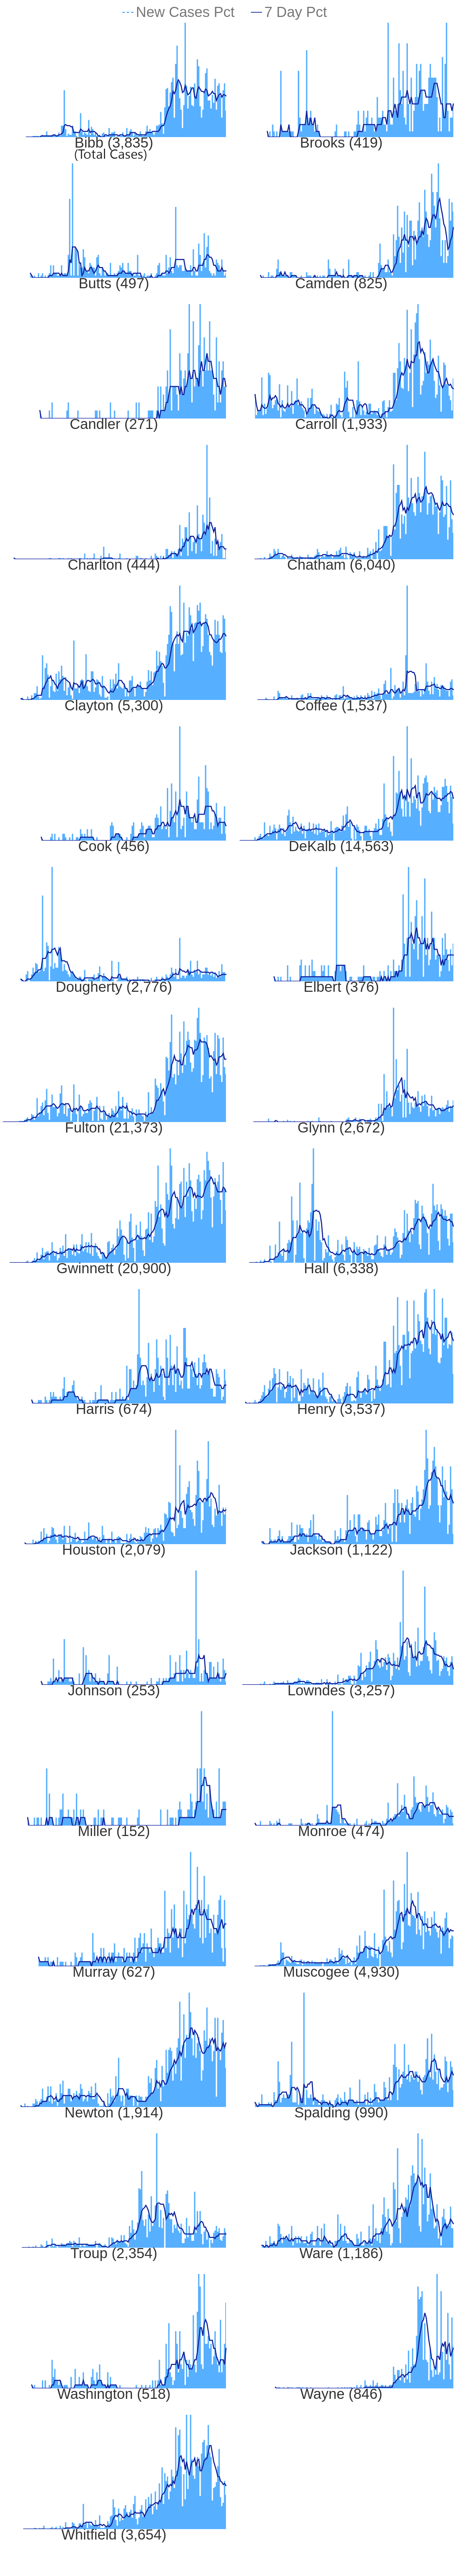 New Cases Pct 7 Day Pct
Bibb (3,835) Brooks (419)
(Total Cases)
Butts (497) Camden (825)
Candler (271) Carroll (1,933)
Charlton (444) Chatham (6,040)
Clayton (5,300) Coffee (1,537)
Cook (456) DeKalb (14,563)
Dougherty (2,776) Elbert (376)
Fulton (21,373) Glynn (2,672)
Gwinnett (20,900) Hall (6,338)
Harris (674) Henry (3,537)
Houston (2,079) Jackson (1,122)
Johnson (253) Lowndes (3,257)
Miller (152) Monroe (474)
Murray (627) Muscogee (4,930)
Newton (1,914) Spalding (990)
Troup (2,354) Ware (1,186)
Washington (518) Wayne (846)
Whitfield (3,654)